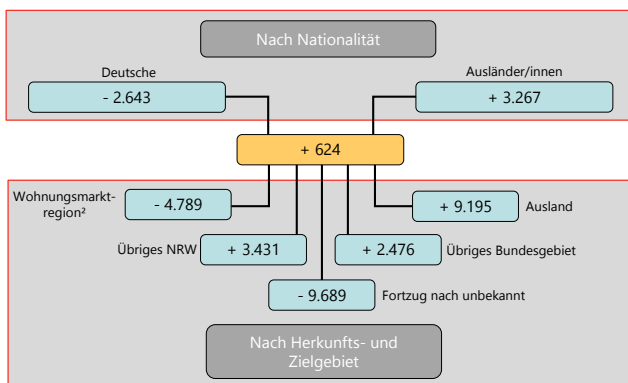 Nach Nationalität
Deutsche
Ausländer/innen
- 2.643
+ 3.267
+ 624
Wohnungsmarkt-
region²
- 4.789
+ 9.195
Ausland
Übriges NRW
+ 3.431
+ 2.476
Übriges Bundesgebiet
- 9.689
Fortzug nach unbekannt
Nach Herkunfts- und
Zielgebiet